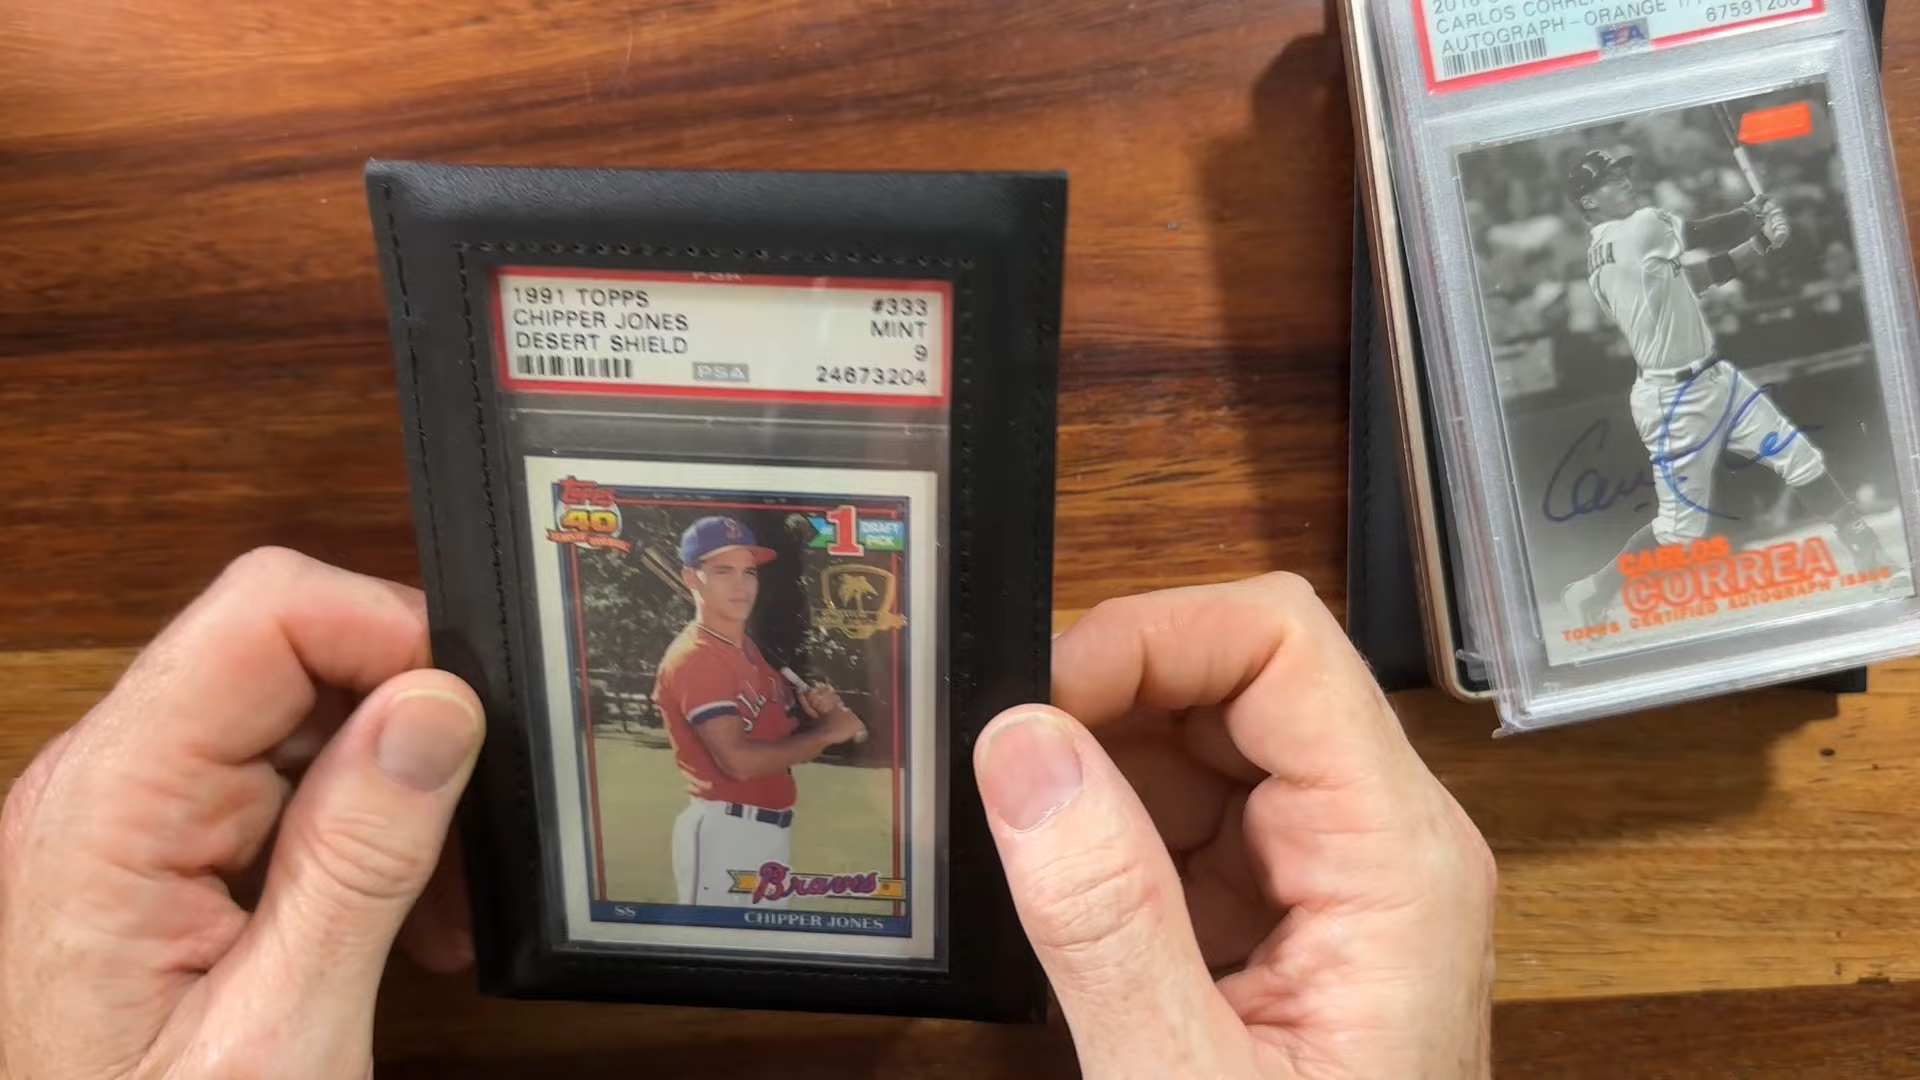 1991 TOPPS #333
CHIPPER JONES MINT
DESERT SHIELD 9
PSA 24673204
TOPPS
40
#1 DRAFT
PICK
Braves
SS CHIPPER JONES
CARLOS CORREA
AUTOGRAPH-ORANGE
PSA
CARLOS
CORREA
TOPPS CERTIFIED AUTOGRAPH ISSUE